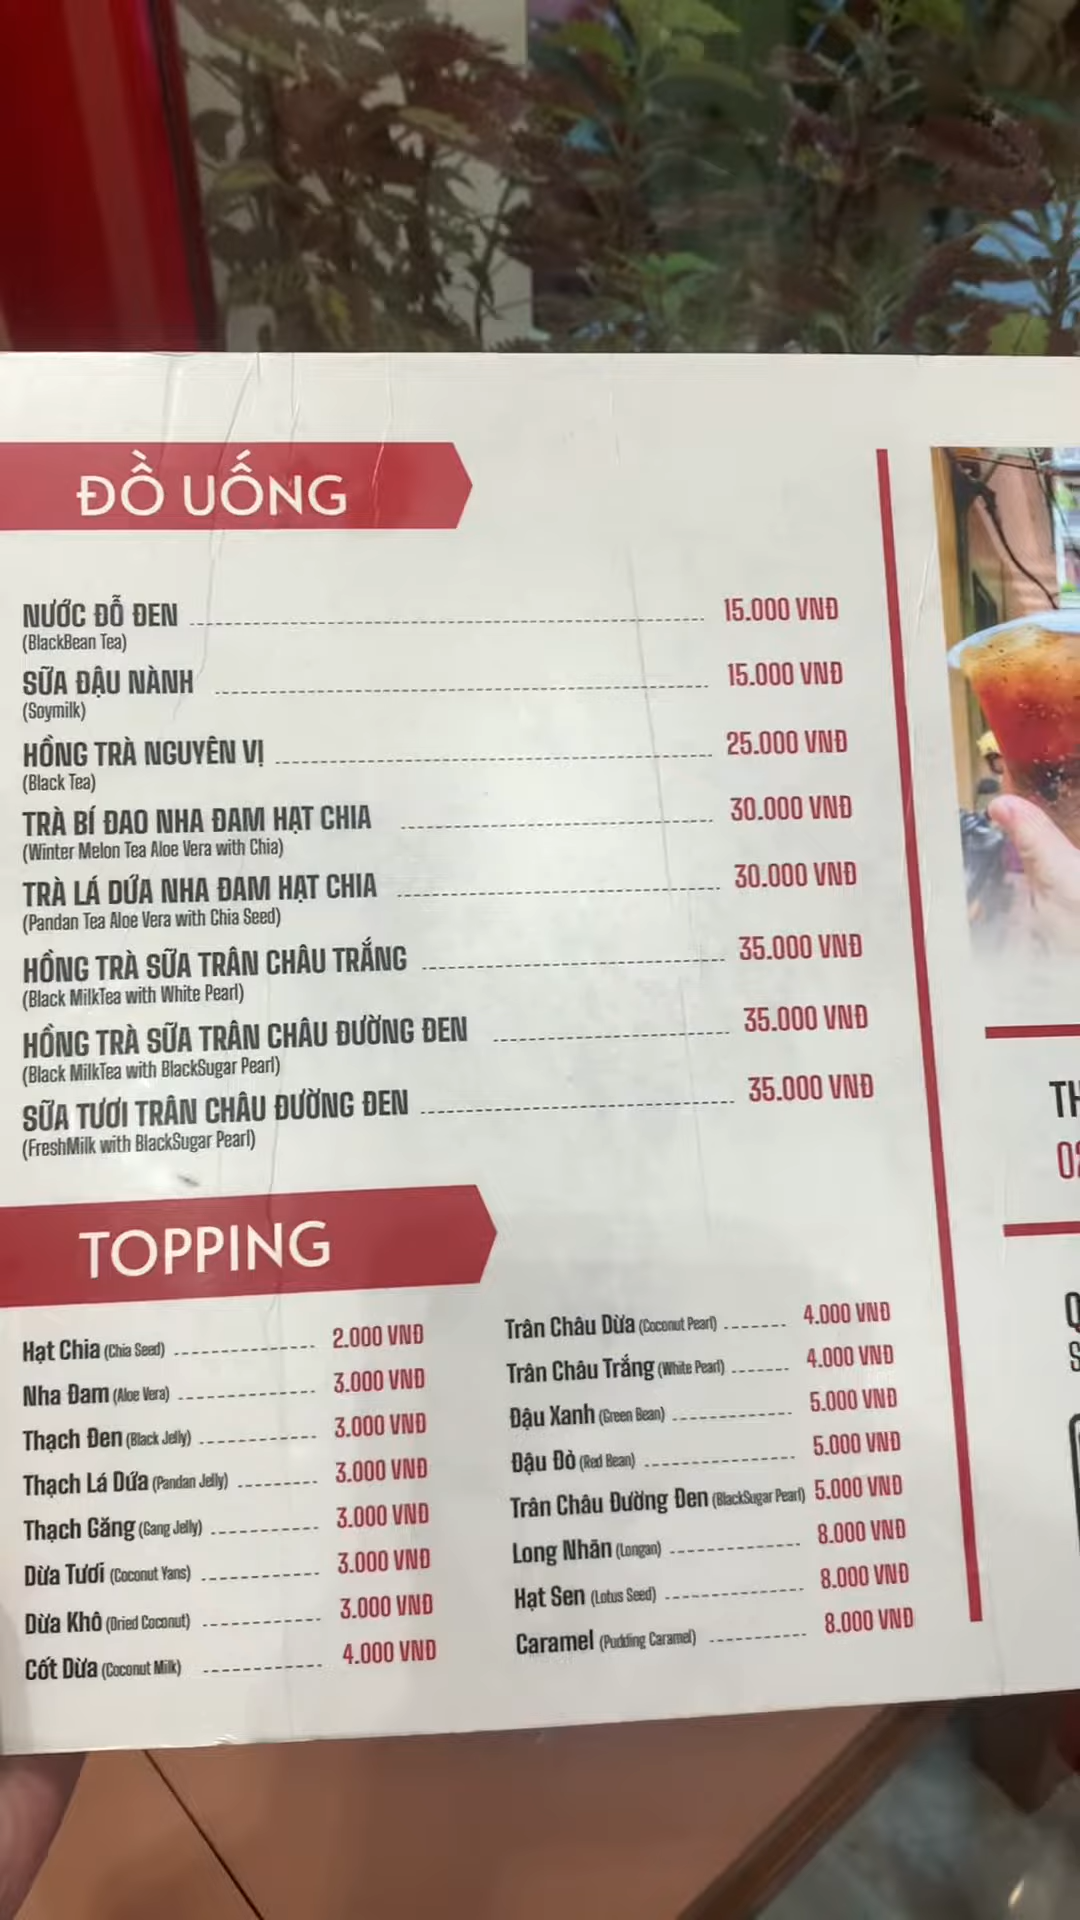 ĐỒ UỐNG
NƯỚC ĐỖ ĐEN 15.000 VNĐ
(BlackBean Tea)
SỮA ĐẬU NÀNH 15.000 VNĐ
(Soymilk)
HỒNG TRÀ NGUYÊN VỊ 25.000 VNĐ
(Black Tea)
TRÀ BÍ ĐAO NHA ĐAM HẠT CHIA 30.000 VNĐ
(Winter Melon Tea Aloe Vera with Chia)
TRÀ LÁ DỨA NHA ĐAM HẠT CHIA 30.000 VNĐ
(Pandan Tea Aloe Vera with Chia Seed)
HỒNG TRÀ SỮA TRÂN CHÂU TRẮNG 35.000 VNĐ
(Black MilkTea with White Pearl)
HỒNG TRÀ SỮA TRÂN CHÂU ĐƯỜNG ĐEN 35.000 VNĐ
(Black MilkTea with BlackSugar Pearl)
SỮA TƯƠI TRÂN CHÂU ĐƯỜNG ĐEN 35.000 VNĐ
(FreshMilk with BlackSugar Pearl)
TOPPING
Hạt Chia (Chia Seed) 2.000 VNĐ
Nha Đam (Aloe Vera) 3.000 VNĐ
Thạch Đen (Black Jelly) 3.000 VNĐ
Thạch Lá Dứa (Pandan Jelly) 3.000 VNĐ
Thạch Găng (Gang Jelly) 3.000 VNĐ
Dừa Tươi (Coconut Yans) 3.000 VNĐ
Dừa Khô (Dried Coconut) 3.000 VNĐ
Cốt Dừa (Coconut Milk) 4.000 VNĐ
Trân Châu Dừa (Coconut Pearl) 4.000 VNĐ
Trân Châu Trắng (White Pearl) 4.000 VNĐ
Đậu Xanh (Green Bean) 5.000 VNĐ
Đậu Đỏ (Red Bean) 5.000 VNĐ
Trân Châu Đường Đen (BlackSugar Pearl) 5.000 VNĐ
Long Nhãn (Longan) 8.000 VNĐ
Hạt Sen (Lotus Seed) 8.000 VNĐ
Caramel (Pudding Caramel) 8.000 VNĐ
TH